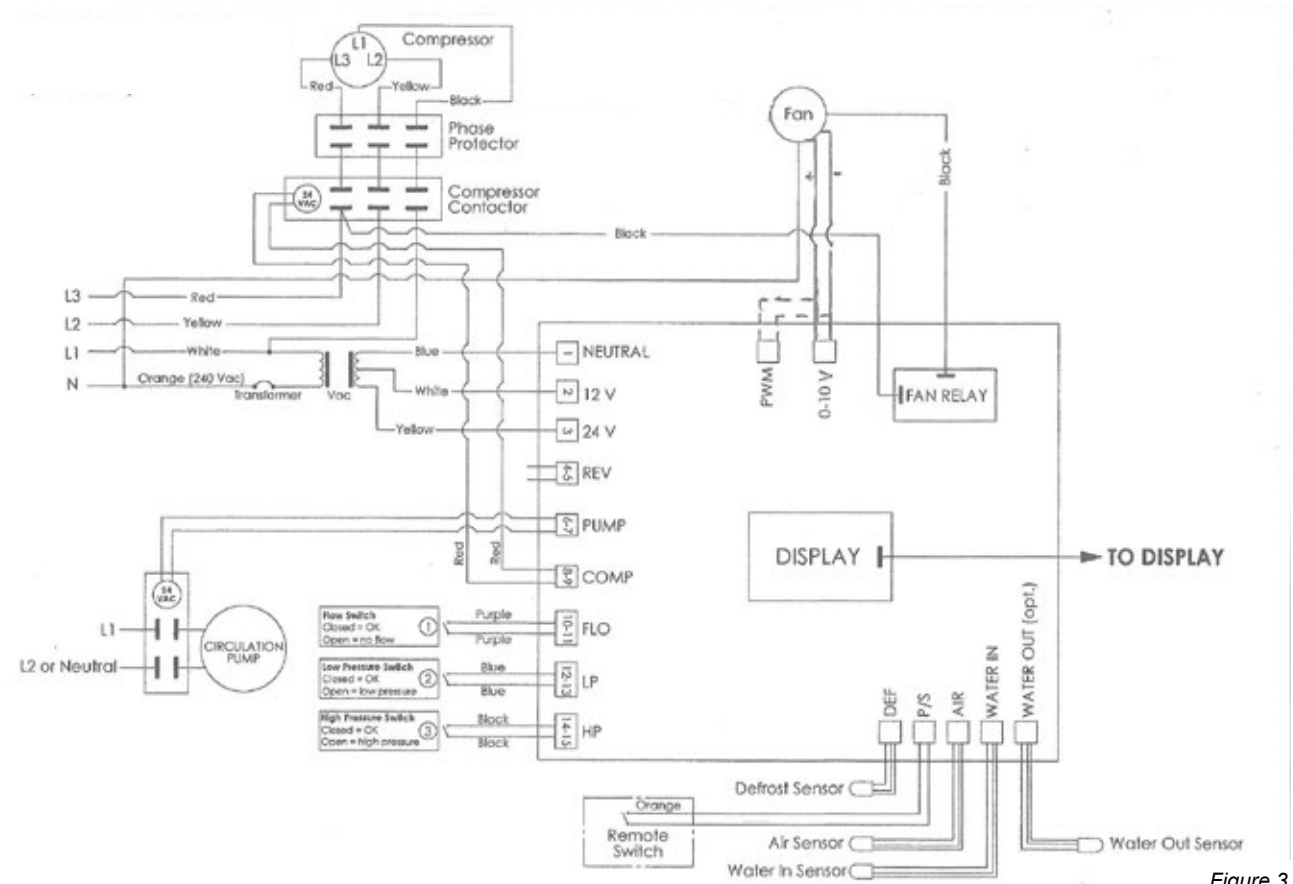 L1
Compressor
L3
L2
Red
Yellow
Black
Phase
Protector
Fan
+
-
Black
24
VAC
Compressor
Contactor
Black
L3
Red
L2
Yellow
L1
White
Blue
1
NEUTRAL
N
Orange (240 Vac)
Transformer
Vac
White
2
12 V
PWM
0-10 V
FAN RELAY
Yellow
3
24 V
4-5
REV
6-7
PUMP
Red
Red
DISPLAY
TO DISPLAY
8-9
COMP
24
VAC
L1
CIRCULATION
PUMP
L2 or Neutral
Flow Switch
Closed = OK
Open = no flow
1
Purple
Purple
10-11
FLO
Low Pressure Switch
Closed = OK
Open = low pressure
2
Blue
Blue
12-13
LP
High Pressure Switch
Closed = OK
Open = high pressure
3
Black
Black
14-15
HP
DEF
P/S
AIR
WATER IN
WATER OUT (opt.)
Defrost Sensor
Orange
Remote
Switch
Air Sensor
Water Out Sensor
Water In Sensor
Figure 3